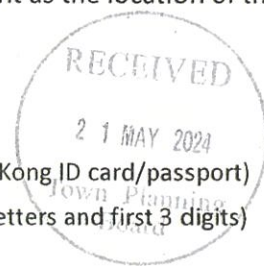 nt as the location of th
RECEIVED
2 1 MAY 2024
Kong ID card/passport)
Town Planning
etters and first 3 digits)
Board